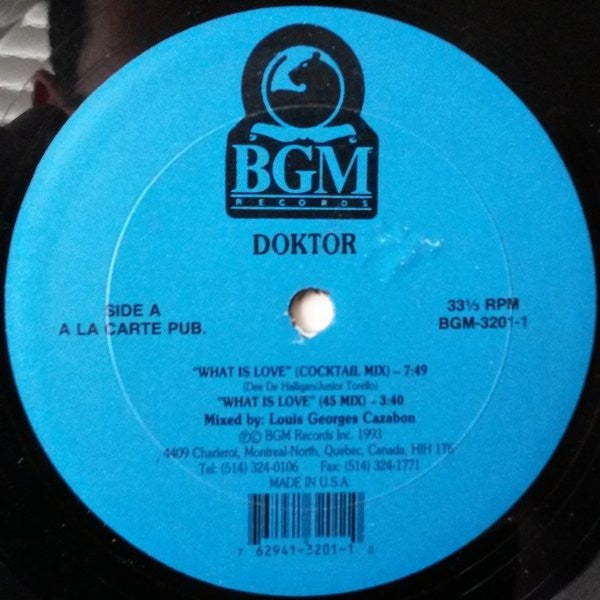 BGM
RECORDS
DOKTOR
SIDE A
A LA CARTE PUB.
33⅓ RPM
BGM-3201-1
"WHAT IS LOVE" (COCKTAIL MIX) – 7:49
(Dee De Halligan/Junior Torello)
"WHAT IS LOVE" (45 MIX) – 3:40
Mixed by: Louis Georges Cazabon
℗© BGM Records Inc. 1993
4409 Charleroi, Montreal-North, Quebec, Canada, H1H 1T6
Tel: (514) 324-0106 Fax: (514) 324-1771
MADE IN U.S.A.
7 62941-3201-1 0